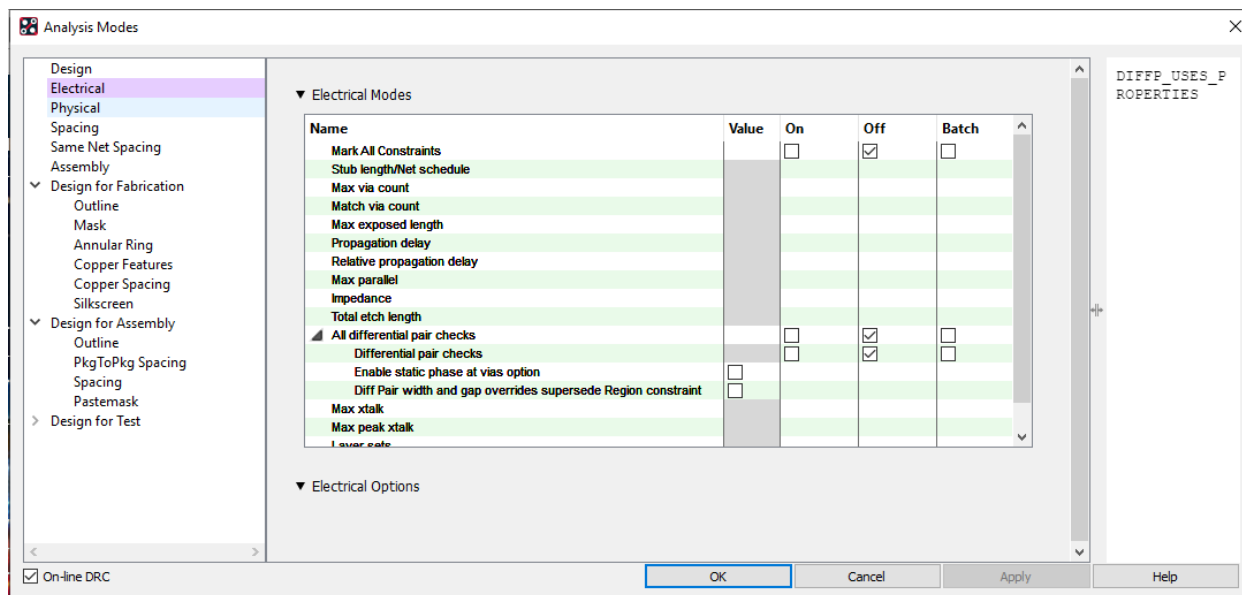 Analysis Modes
Design
Electrical
Physical
Spacing
Same Net Spacing
Assembly
Design for Fabrication
Outline
Mask
Annular Ring
Copper Features
Copper Spacing
Silkscreen
Design for Assembly
Outline
PkgToPkg Spacing
Spacing
Pastemask
Design for Test
Electrical Modes
Name Value On Off Batch
Mark All Constraints
Stub length/Net schedule
Max via count
Match via count
Max exposed length
Propagation delay
Relative propagation delay
Max parallel
Impedance
Total etch length
All differential pair checks
Differential pair checks
Enable static phase at vias option
Diff Pair width and gap overrides supersede Region constraint
Max xtalk
Max peak xtalk
Layer sets
Electrical Options
DIFFP_USES_P
ROPERTIES
On-line DRC
OK Cancel Apply Help